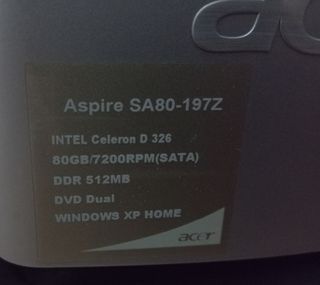 Aspire SA80-197Z
INTEL Celeron D 326
80GB/7200RPM(SATA)
DDR 512MB
DVD Dual
WINDOWS XP HOME
acer